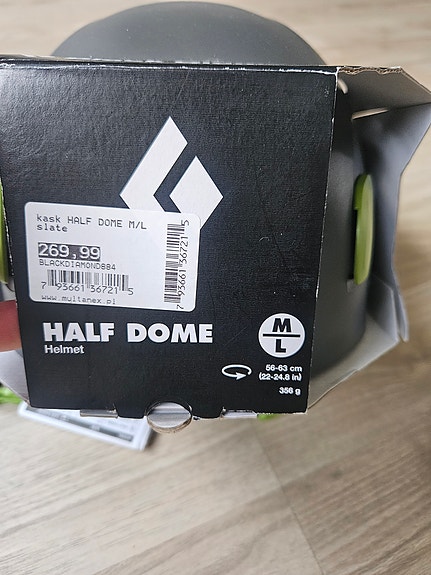 kask HALF DOME M/L
slate
269,99
BLACKDIAMOND884
7 93661 36721 5
www.multanex.pl
7 93661 36721 5
HALF DOME
Helmet
M
L
56-63 cm
(22-24.8 in)
356 g